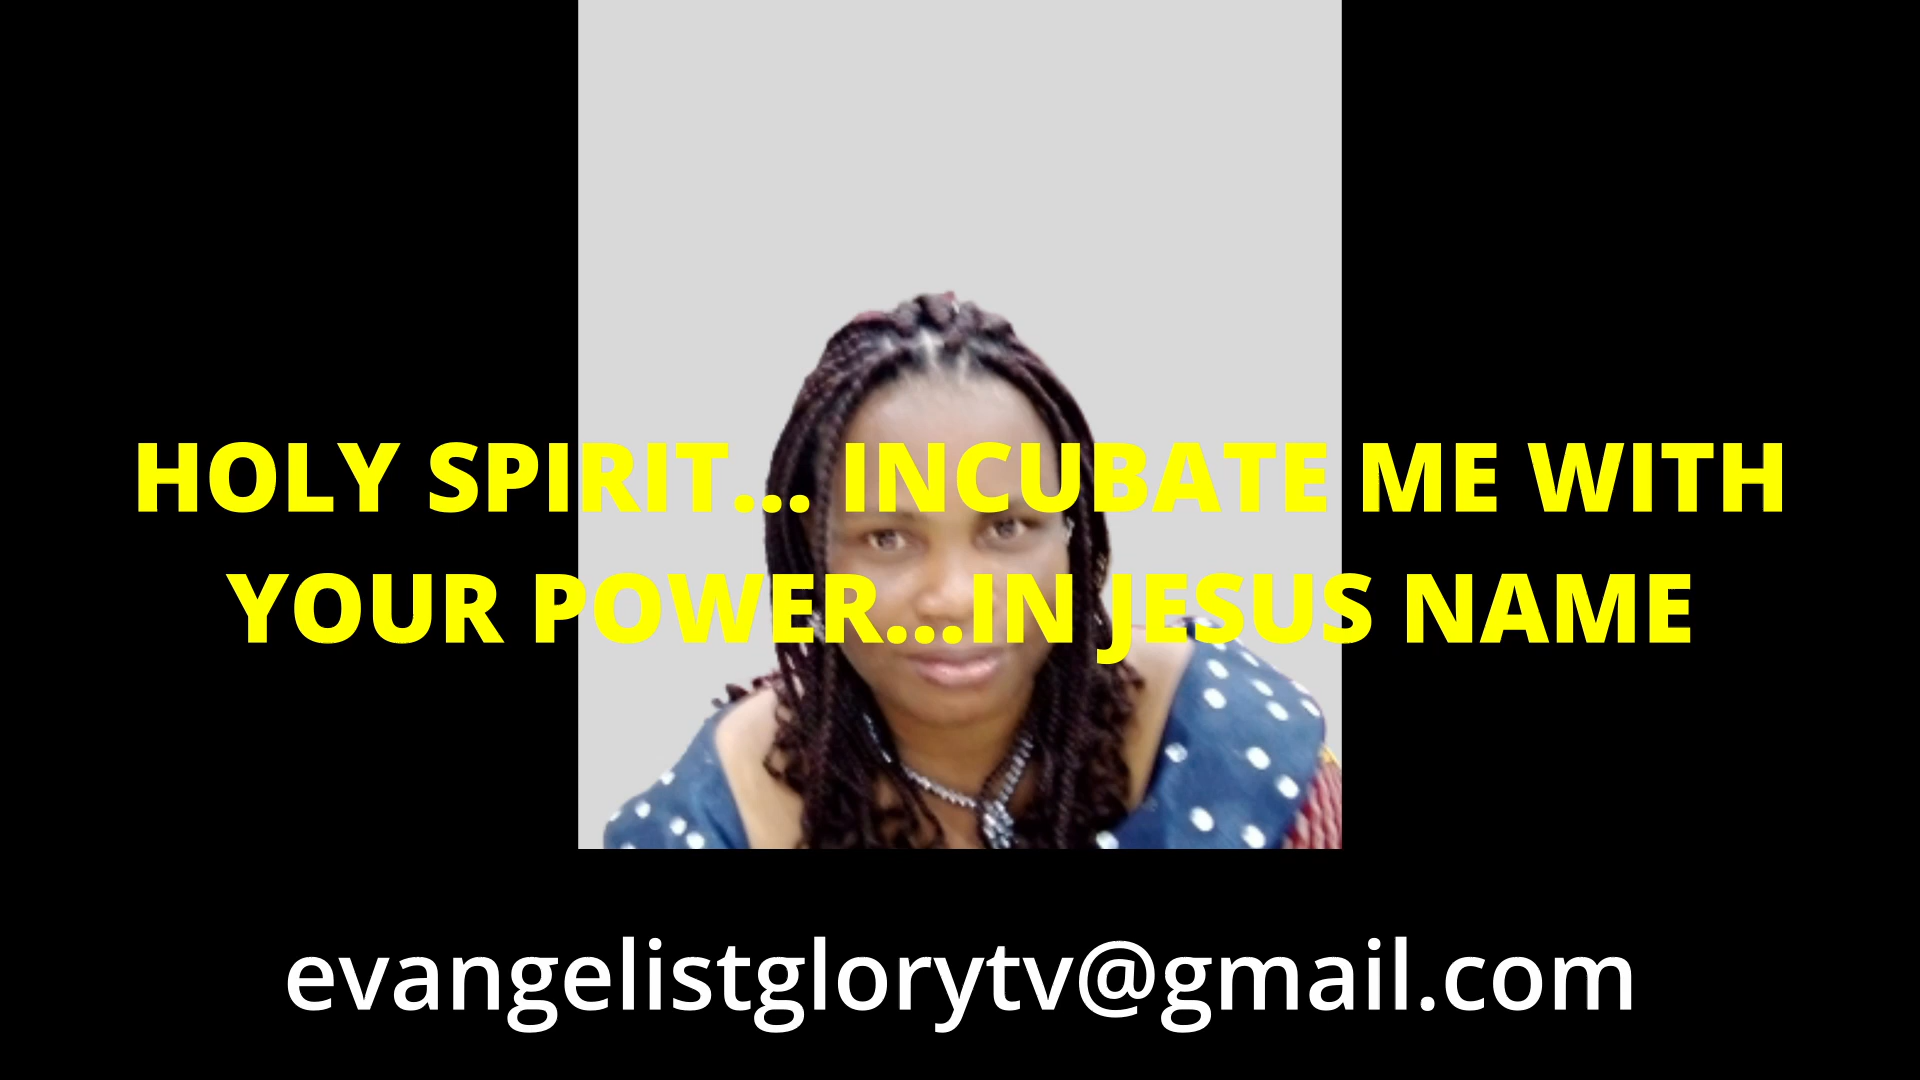 HOLY SPIRIT... INCUBATE ME WITH
YOUR POWER...IN JESUS NAME
evangelistglorytv@gmail.com